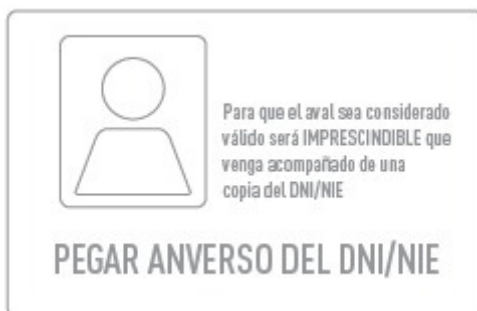 Para que el aval sea considerado
válido será IMPRESCINDIBLE que
venga acompañado de una
copia del DNI/NIE
PEGAR ANVERSO DEL DNI/NIE